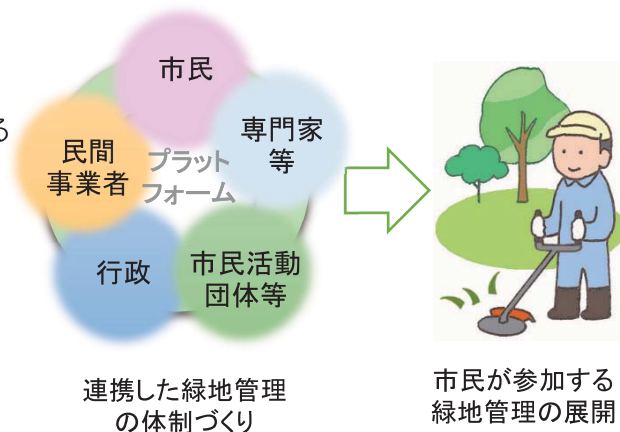 市民
る
専門家
等
民間
事業者
プラット
フォーム
行政
市民活動
団体等
連携した緑地管理
の体制づくり
市民が参加する
緑地管理の展開